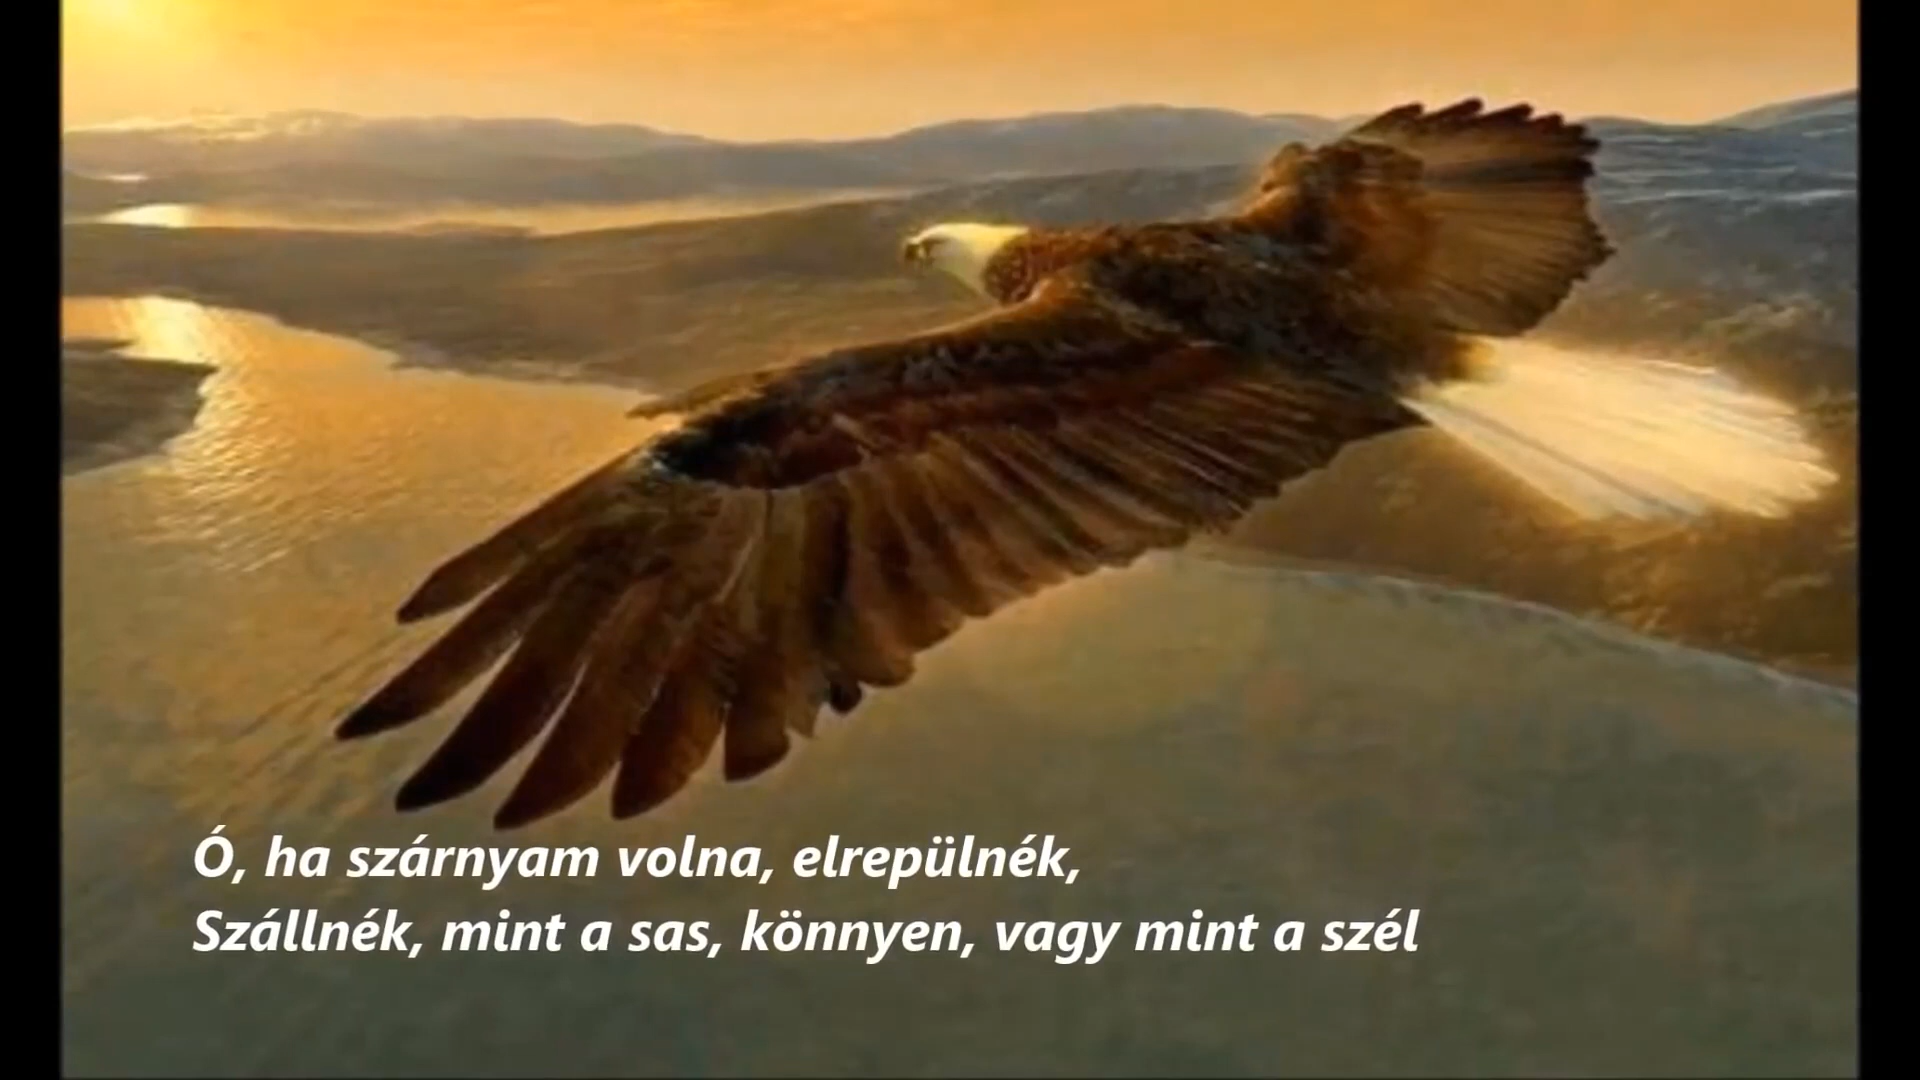 Ó, ha szárnyam volna, elrepülnék,
Szállnék, mint a sas, könnyen, vagy mint a szél